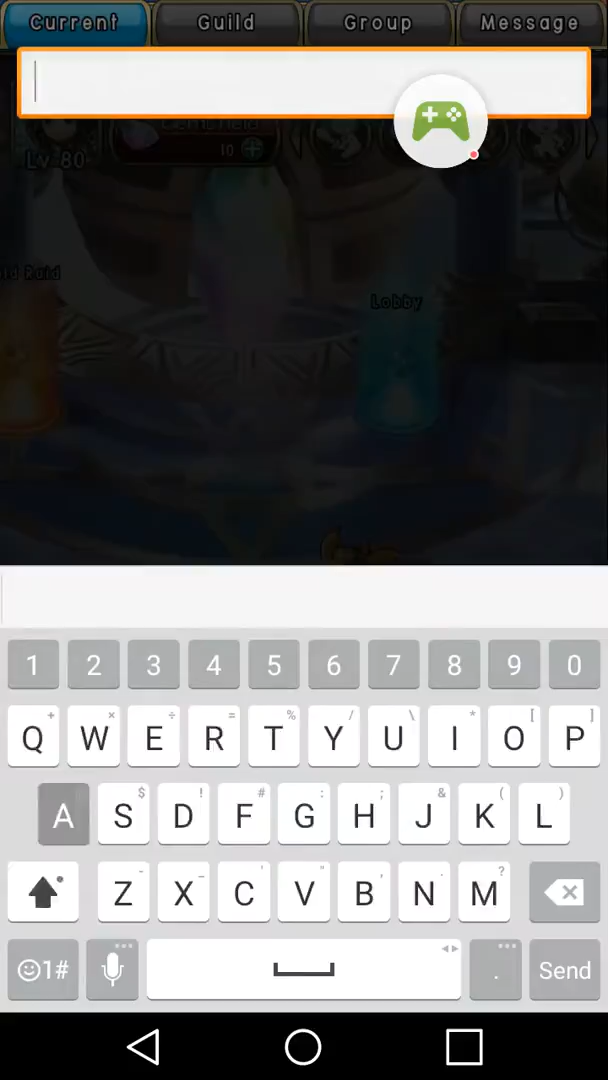 Current Guild Group Message
Lv.80
10
Lobby
1 2 3 4 5 6 7 8 9 0
+ × ÷ = % / \ * [ ]
Q W E R T Y U I O P
$ ! # : ; & ( )
A S D F G H J K L
- _ ' " , . ?
Z X C V B N M
1# . Send